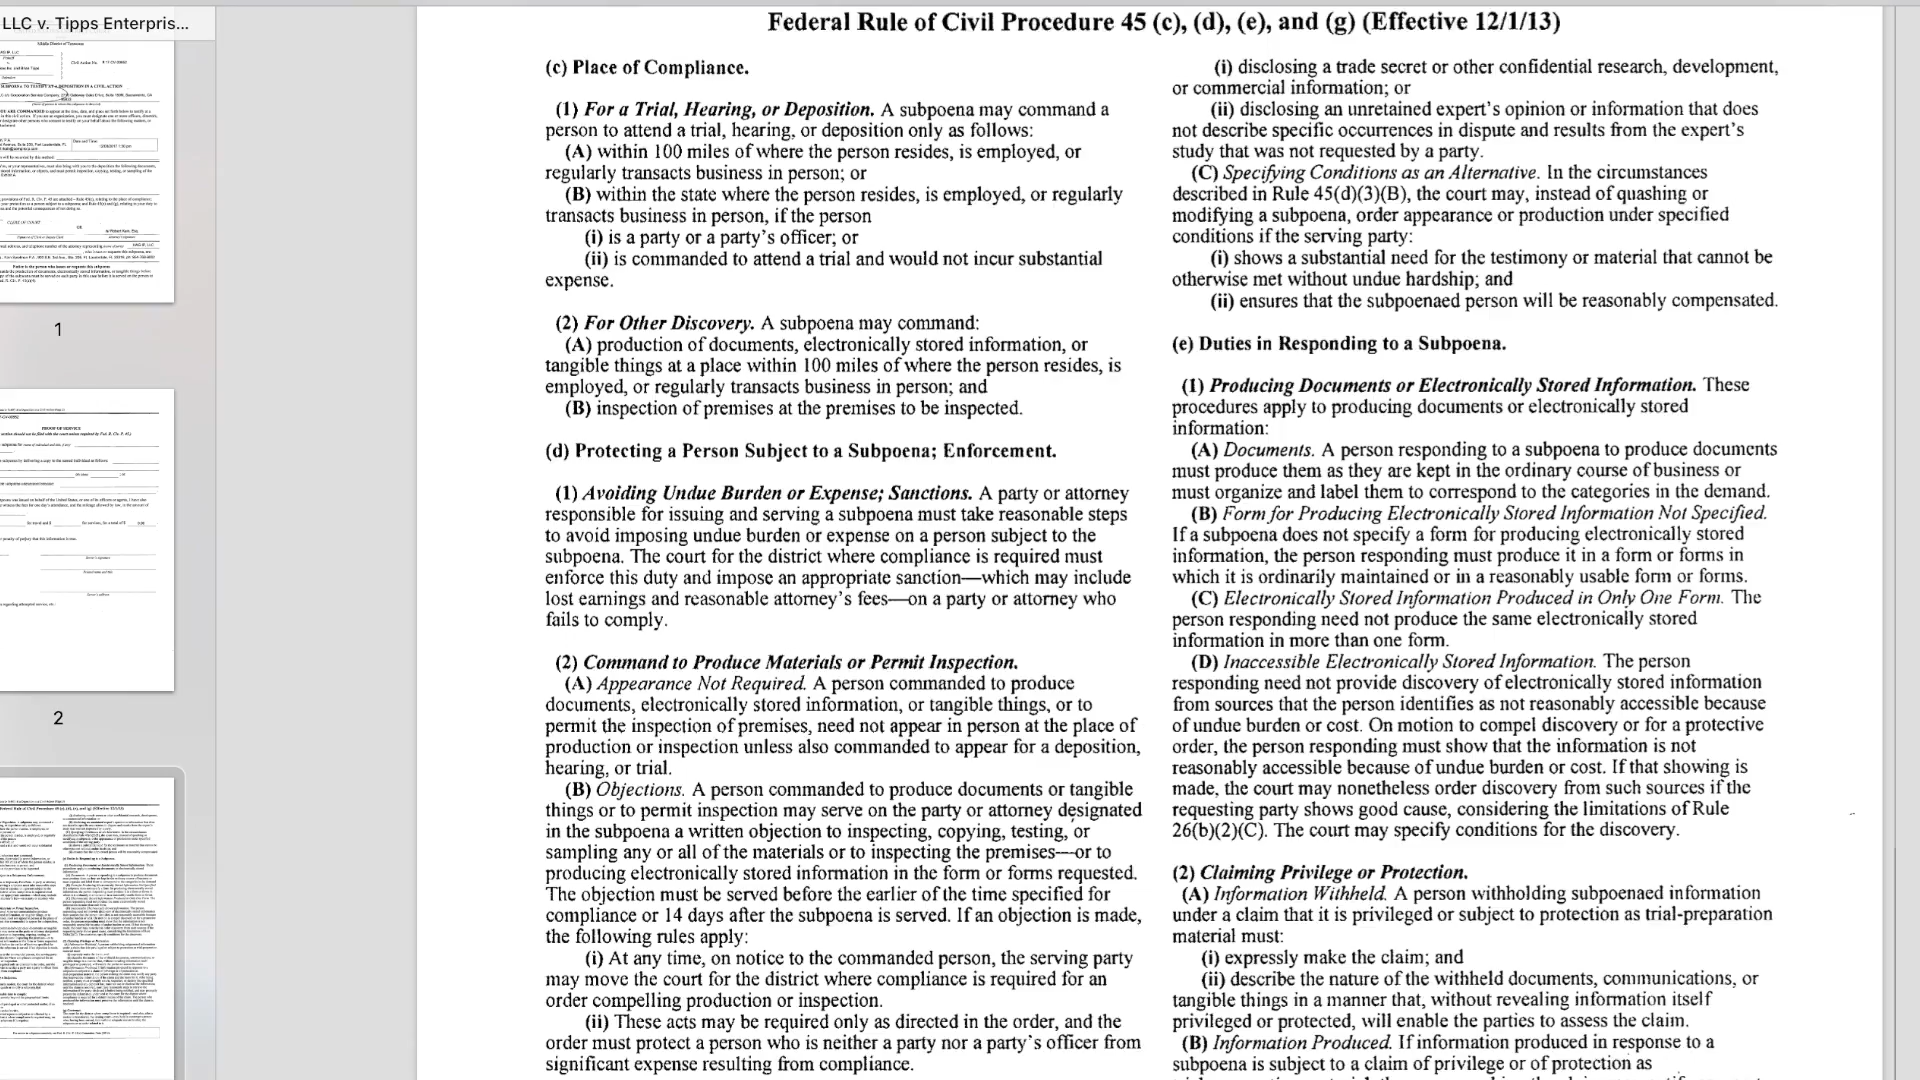 LLC v. Tipps Enterpris...
1
2
Federal Rule of Civil Procedure 45 (c), (d), (e), and (g) (Effective 12/1/13)
(c) Place of Compliance.
(1) For a Trial, Hearing, or Deposition. A subpoena may command a
person to attend a trial, hearing, or deposition only as follows:
(A) within 100 miles of where the person resides, is employed, or
regularly transacts business in person; or
(B) within the state where the person resides, is employed, or regularly
transacts business in person, if the person
(i) is a party or a party’s officer; or
(ii) is commanded to attend a trial and would not incur substantial
expense.
(2) For Other Discovery. A subpoena may command:
(A) production of documents, electronically stored information, or
tangible things at a place within 100 miles of where the person resides, is
employed, or regularly transacts business in person; and
(B) inspection of premises at the premises to be inspected.
(d) Protecting a Person Subject to a Subpoena; Enforcement.
(1) Avoiding Undue Burden or Expense; Sanctions. A party or attorney
responsible for issuing and serving a subpoena must take reasonable steps
to avoid imposing undue burden or expense on a person subject to the
subpoena. The court for the district where compliance is required must
enforce this duty and impose an appropriate sanction—which may include
lost earnings and reasonable attorney’s fees—on a party or attorney who
fails to comply.
(2) Command to Produce Materials or Permit Inspection.
(A) Appearance Not Required. A person commanded to produce
documents, electronically stored information, or tangible things, or to
permit the inspection of premises, need not appear in person at the place of
production or inspection unless also commanded to appear for a deposition,
hearing, or trial.
(B) Objections. A person commanded to produce documents or tangible
things or to permit inspection may serve on the party or attorney designated
in the subpoena a written objection to inspecting, copying, testing, or
sampling any or all of the materials or to inspecting the premises—or to
producing electronically stored information in the form or forms requested.
The objection must be served before the earlier of the time specified for
compliance or 14 days after the subpoena is served. If an objection is made,
the following rules apply:
(i) At any time, on notice to the commanded person, the serving party
may move the court for the district where compliance is required for an
order compelling production or inspection.
(ii) These acts may be required only as directed in the order, and the
order must protect a person who is neither a party nor a party’s officer from
significant expense resulting from compliance.
(i) disclosing a trade secret or other confidential research, development,
or commercial information; or
(ii) disclosing an unretained expert’s opinion or information that does
not describe specific occurrences in dispute and results from the expert’s
study that was not requested by a party.
(C) Specifying Conditions as an Alternative. In the circumstances
described in Rule 45(d)(3)(B), the court may, instead of quashing or
modifying a subpoena, order appearance or production under specified
conditions if the serving party:
(i) shows a substantial need for the testimony or material that cannot be
otherwise met without undue hardship; and
(ii) ensures that the subpoenaed person will be reasonably compensated.
(e) Duties in Responding to a Subpoena.
(1) Producing Documents or Electronically Stored Information. These
procedures apply to producing documents or electronically stored
information:
(A) Documents. A person responding to a subpoena to produce documents
must produce them as they are kept in the ordinary course of business or
must organize and label them to correspond to the categories in the demand.
(B) Form for Producing Electronically Stored Information Not Specified.
If a subpoena does not specify a form for producing electronically stored
information, the person responding must produce it in a form or forms in
which it is ordinarily maintained or in a reasonably usable form or forms.
(C) Electronically Stored Information Produced in Only One Form. The
person responding need not produce the same electronically stored
information in more than one form.
(D) Inaccessible Electronically Stored Information. The person
responding need not provide discovery of electronically stored information
from sources that the person identifies as not reasonably accessible because
of undue burden or cost. On motion to compel discovery or for a protective
order, the person responding must show that the information is not
reasonably accessible because of undue burden or cost. If that showing is
made, the court may nonetheless order discovery from such sources if the
requesting party shows good cause, considering the limitations of Rule
26(b)(2)(C). The court may specify conditions for the discovery.
(2) Claiming Privilege or Protection.
(A) Information Withheld. A person withholding subpoenaed information
under a claim that it is privileged or subject to protection as trial-preparation
material must:
(i) expressly make the claim; and
(ii) describe the nature of the withheld documents, communications, or
tangible things in a manner that, without revealing information itself
privileged or protected, will enable the parties to assess the claim.
(B) Information Produced. If information produced in response to a
subpoena is subject to a claim of privilege or of protection as